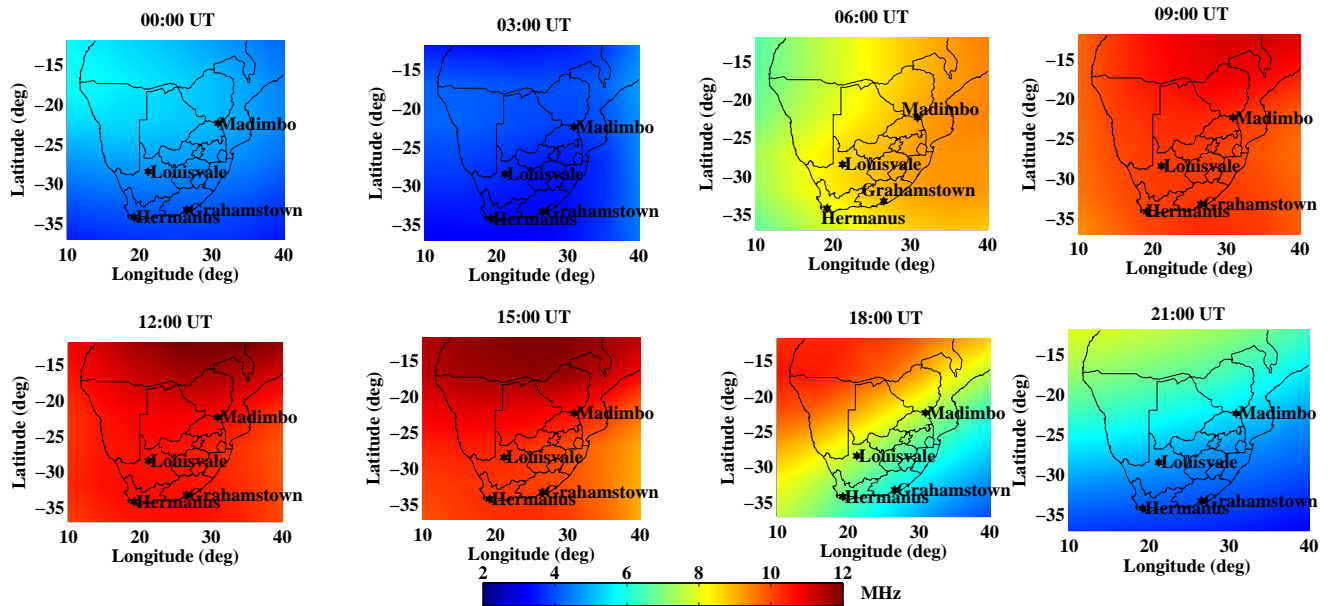 00:00 UT
03:00 UT
06:00 UT
09:00 UT
Latitude (deg)
−15
−20
−25
−30
−35
Madimbo
Louisvale
Grahamstown
Hermanus
10 20 30 40
Longitude (deg)
Latitude (deg)
−15
−20
−25
−30
−35
Madimbo
Louisvale
Grahamstown
Hermanus
10 20 30 40
Longitude (deg)
Latitude (deg)
−15
−20
−25
−30
−35
Madimbo
Louisvale
Grahamstown
Hermanus
10 20 30 40
Longitude (deg)
Latitude (deg)
−15
−20
−25
−30
−35
Madimbo
Louisvale
Grahamstown
Hermanus
10 20 30 40
Longitude (deg)
12:00 UT
15:00 UT
18:00 UT
21:00 UT
Latitude (deg)
−15
−20
−25
−30
−35
Madimbo
Louisvale
Grahamstown
Hermanus
10 20 30 40
Longitude (deg)
Latitude (deg)
−15
−20
−25
−30
−35
Madimbo
Louisvale
Grahamstown
Hermanus
10 20 30 40
Longitude (deg)
Latitude (deg)
−15
−20
−25
−30
−35
Madimbo
Louisvale
Grahamstown
Hermanus
10 20 30 40
Longitude (deg)
Latitude (deg)
−15
−20
−25
−30
−35
Madimbo
Louisvale
Grahamstown
Hermanus
10 20 30 40
Longitude (deg)
2 4 6 8 10 12 MHz